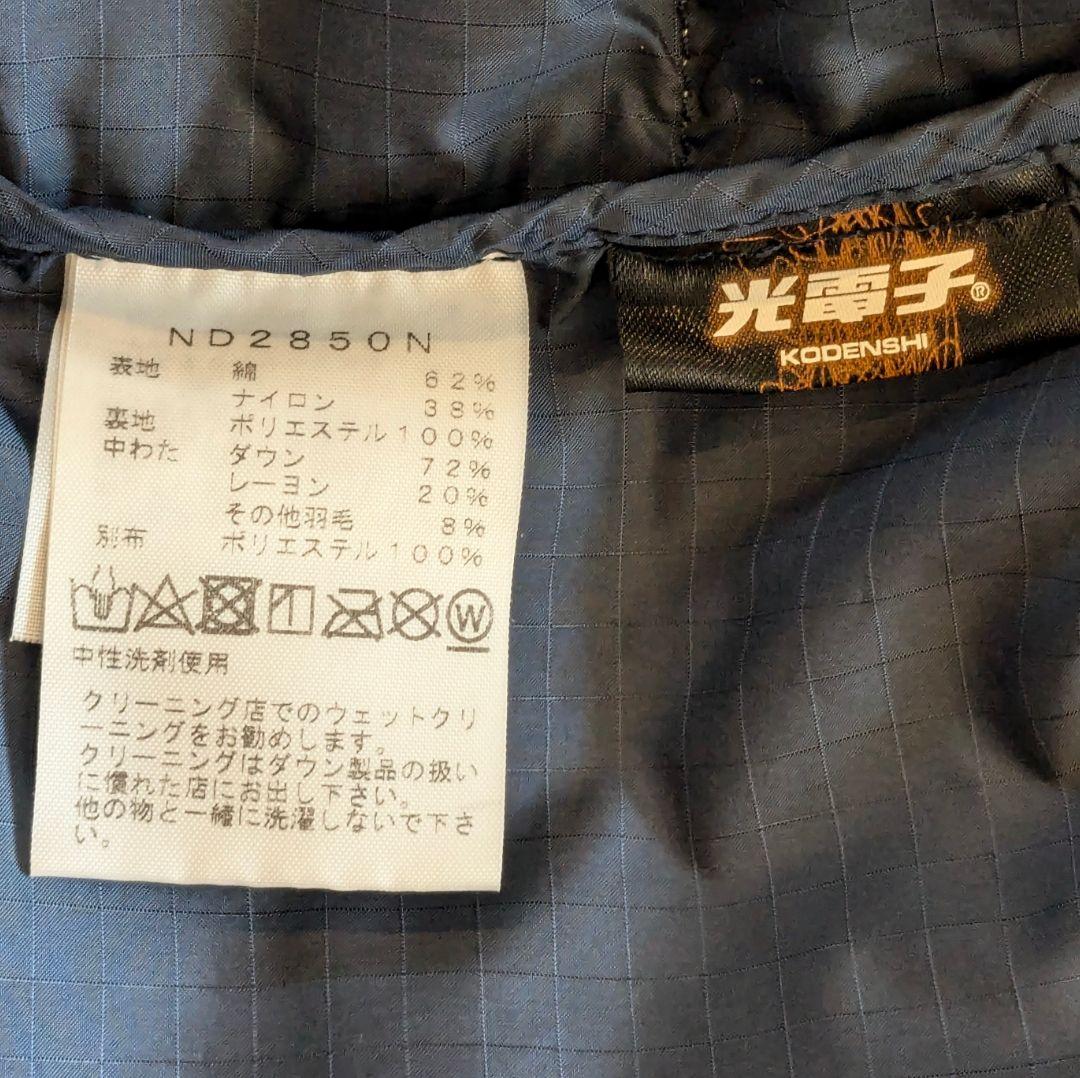 ND2850N
表地 綿 62%
ナイロン 38%
裏地 ポリエステル100%
中わた ダウン 72%
レーヨン 20%
その他羽毛 8%
別布 ポリエステル100%
W
中性洗剤使用
クリーニング店でのウェットクリ
ーニングをお勧めします。
クリーニングはダウン製品の扱い
に慣れた店にお出し下さい。
他の物と一緒に洗濯しないで下さ
い。
光電子®
KODENSHI